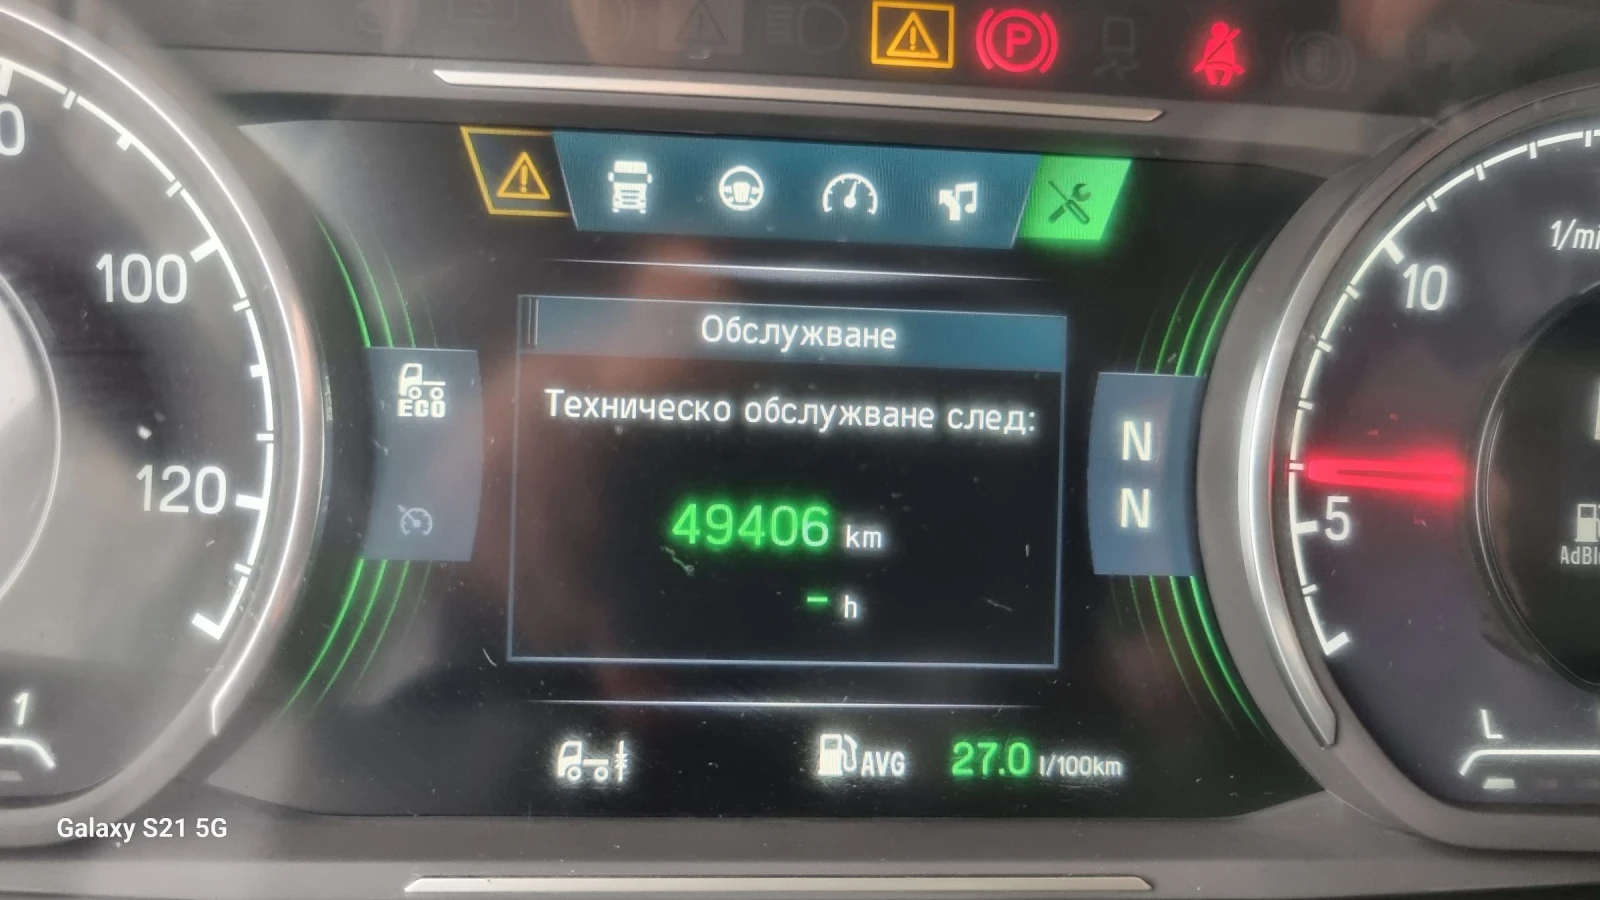 0
100
120
1
P
ECO
Обслужване
Техническо обслужване след:
49406 km
- h
N
N
AVG 27.0 l/100km
1/mi
10
5
AdBl
L
Galaxy S21 5G